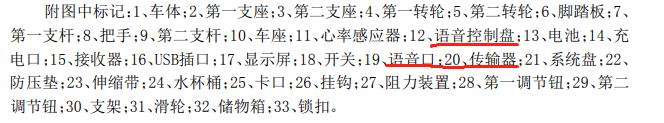 附图中标记:1、车体;2、第一支座;3、第二支座;4、第一转轮;5、第二转轮;6、脚踏板;7、
第一支杆;8、把手;9、第二支杆;10、车座;11、心率感应器;12、语音控制盘;13、电池;14、充
电口;15、接收器;16、USB插口;17、显示屏;18、开关;19、语音口;20、传输器;21、系统盘;22、
防压垫;23、伸缩带;24、水杯桶;25、卡口;26、挂钩;27、阻力装置;28、第一调节钮;29、第二
调节钮;30、支架;31、滑轮;32、储物箱;33、锁扣。